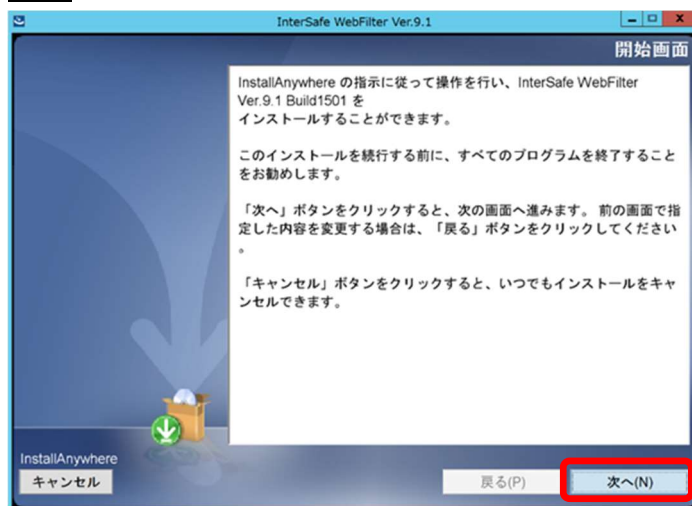 InterSafe WebFilter Ver.9.1
開始画面
InstallAnywhere の指示に従って操作を行い、InterSafe WebFilter
Ver.9.1 Build1501 を
インストールすることができます。
このインストールを続行する前に、すべてのプログラムを終了すること
をお勧めします。
「次へ」ボタンをクリックすると、次の画面へ進みます。 前の画面で指
定した内容を変更する場合は、「戻る」ボタンをクリックしてください
。
「キャンセル」ボタンをクリックすると、いつでもインストールをキャ
ンセルできます。
InstallAnywhere
キャンセル
戻る(P)
次へ(N)